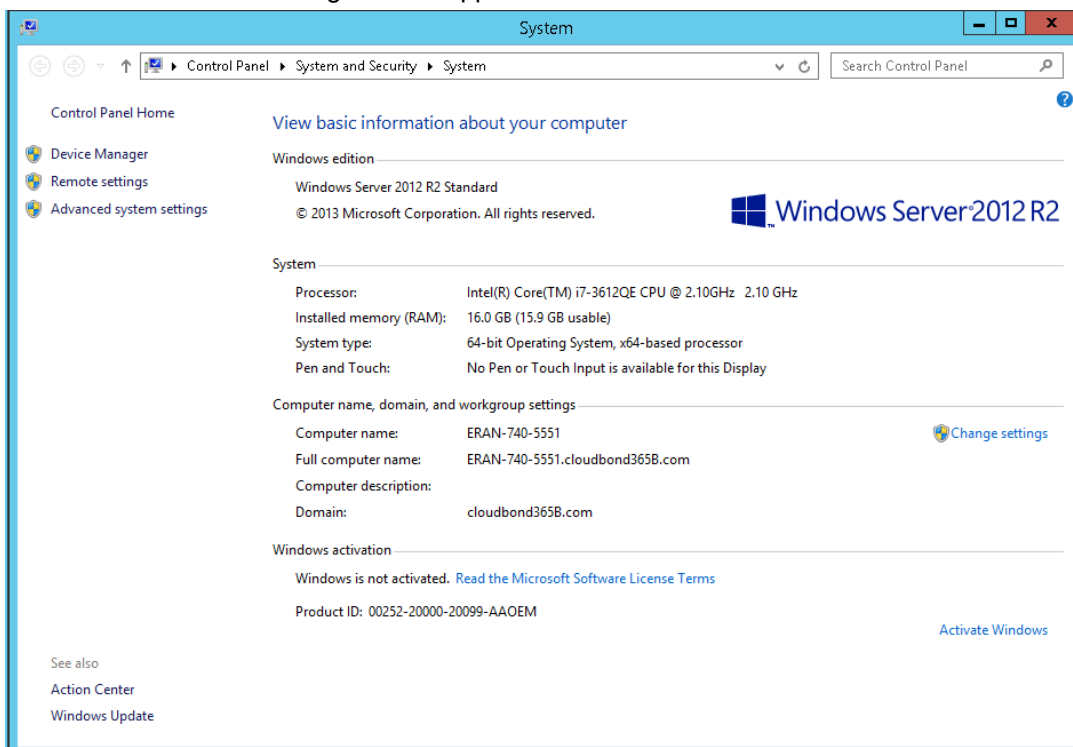 System
Control Panel ▸ System and Security ▸ System
Search Control Panel
Control Panel Home
Device Manager
Remote settings
Advanced system settings
View basic information about your computer
Windows edition
Windows Server 2012 R2 Standard
© 2013 Microsoft Corporation. All rights reserved.
Windows Server 2012 R2
System
Processor: Intel(R) Core(TM) i7-3612QE CPU @ 2.10GHz 2.10 GHz
Installed memory (RAM): 16.0 GB (15.9 GB usable)
System type: 64-bit Operating System, x64-based processor
Pen and Touch: No Pen or Touch Input is available for this Display
Computer name, domain, and workgroup settings
Computer name: ERAN-740-5551
Change settings
Full computer name: ERAN-740-5551.cloudbond365B.com
Computer description:
Domain: cloudbond365B.com
Windows activation
Windows is not activated. Read the Microsoft Software License Terms
Product ID: 00252-20000-20099-AAOEM
Activate Windows
See also
Action Center
Windows Update